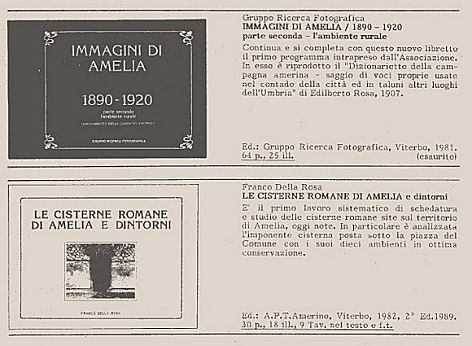 IMMAGINI DI
AMELIA
1890-1920
parte seconda
l'ambiente rurale
GRUPPO RICERCA FOTOGRAFICA
Gruppo Ricerca Fotografica
IMMAGINI DI AMELIA / 1890 - 1920
parte seconda - l'ambiente rurale
Continua e si completa con questo nuovo libretto
il primo programma intrapreso dall'Associazione.
In esso è riprodotto il "Dizionarietto della cam-
pagna amerina - saggio di voci proprie usate
nel contado della città ed in taluni altri luoghi
dell'Umbria" di Edilberto Rosa, 1907.
Ed.: Gruppo Ricerca Fotografica, Viterbo, 1981.
64 p., 25 ill. (esaurito)
LE CISTERNE ROMANE
DI AMELIA E DINTORNI
FRANCO DELLA ROSA
Franco Della Rosa
LE CISTERNE ROMANE DI AMELIA e dintorni
E' il primo lavoro sistematico di schedatura
e studio delle cisterne romane site sul territorio
di Amelia, oggi note. In particolare è analizzata
l'imponente cisterna posta sotto la piazza del
Comune con i suoi dieci ambienti in ottima
conservazione.
Ed.: A.P.T.Amerino, Viterbo, 1982, 2° Ed.1989.
30 p., 18 ill., 9 Tav. nel testo e f.t.